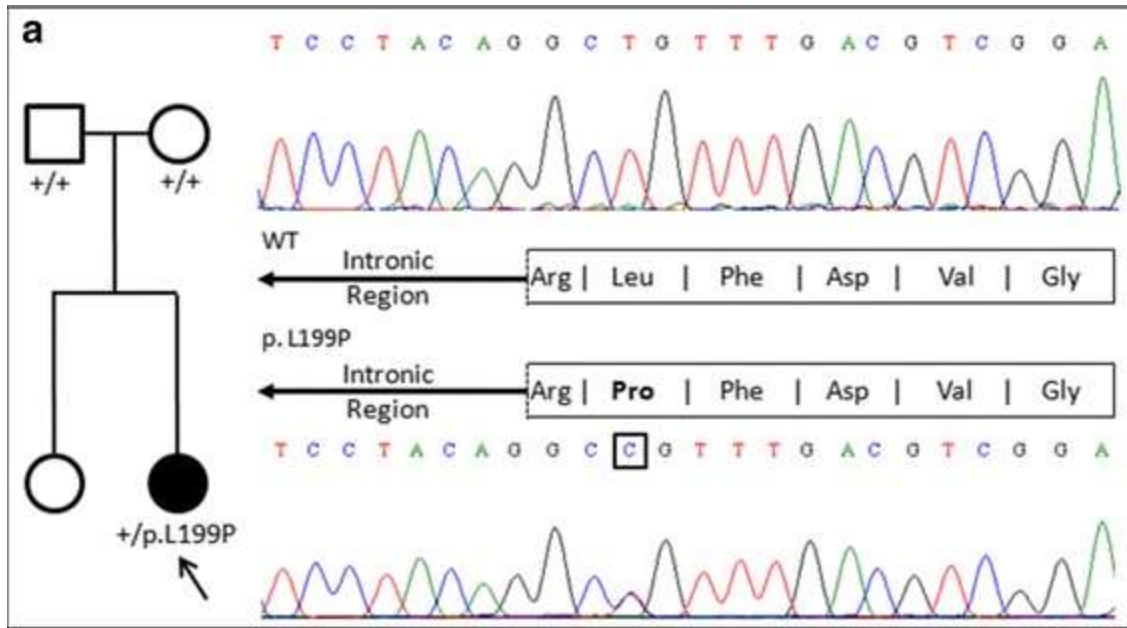 a
T C C T A C A G G C T G T T T G A C G T C G G A
+/+ +/+
WT
Intronic
Region
Arg | Leu | Phe | Asp | Val | Gly
p. L199P
Intronic
Region
Arg | Pro | Phe | Asp | Val | Gly
T C C T A C A G G C C G T T T G A C G T C G G A
+/p.L199P